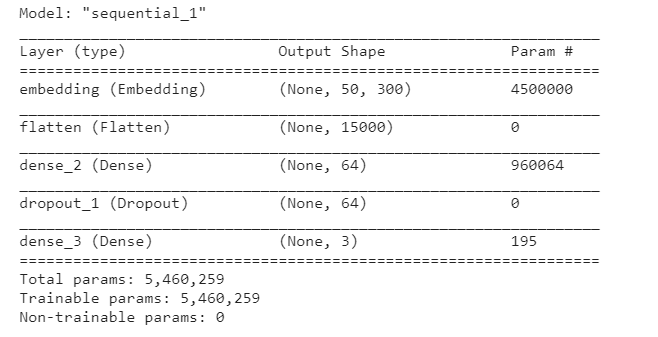 Model: "sequential_1"
_________________________________________________________________
Layer (type)                 Output Shape              Param #
=================================================================
embedding (Embedding)        (None, 50, 300)           4500000
_________________________________________________________________
flatten (Flatten)            (None, 15000)             0
_________________________________________________________________
dense_2 (Dense)              (None, 64)                960064
_________________________________________________________________
dropout_1 (Dropout)          (None, 64)                0
_________________________________________________________________
dense_3 (Dense)              (None, 3)                 195
=================================================================
Total params: 5,460,259
Trainable params: 5,460,259
Non-trainable params: 0